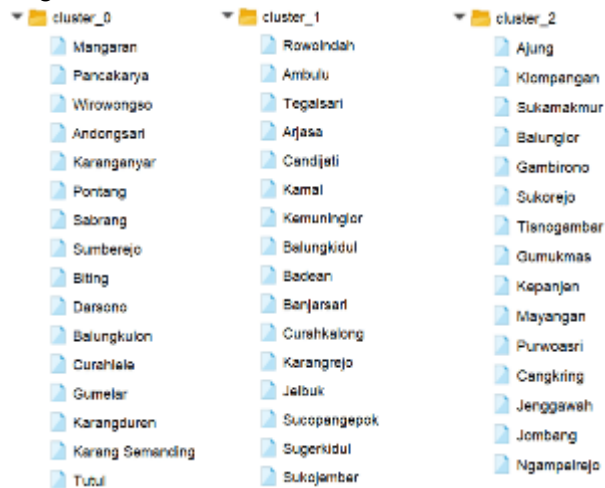 cluster_0
Mangaran
Pancakarya
Wirowongso
Andongsari
Karanganyar
Pontang
Sabrang
Sumberejo
Biting
Darsono
Balungkulon
Curahlele
Gumelar
Karangduren
Karang Semanding
Tutul
cluster_1
Rowoindah
Ambulu
Tegalsari
Arjasa
Candijati
Kamal
Kemuninglor
Balungkidul
Badean
Banjarsari
Curahkalong
Karangrejo
Jelbuk
Sucopangepok
Sugerkidul
Sukojember
cluster_2
Ajung
Klompangan
Sukamakmur
Balunglor
Gambirono
Sukorejo
Tisnogambar
Gumukmas
Kepanjen
Mayangan
Purwoasri
Cangkring
Jenggawah
Jombang
Ngampelrejo